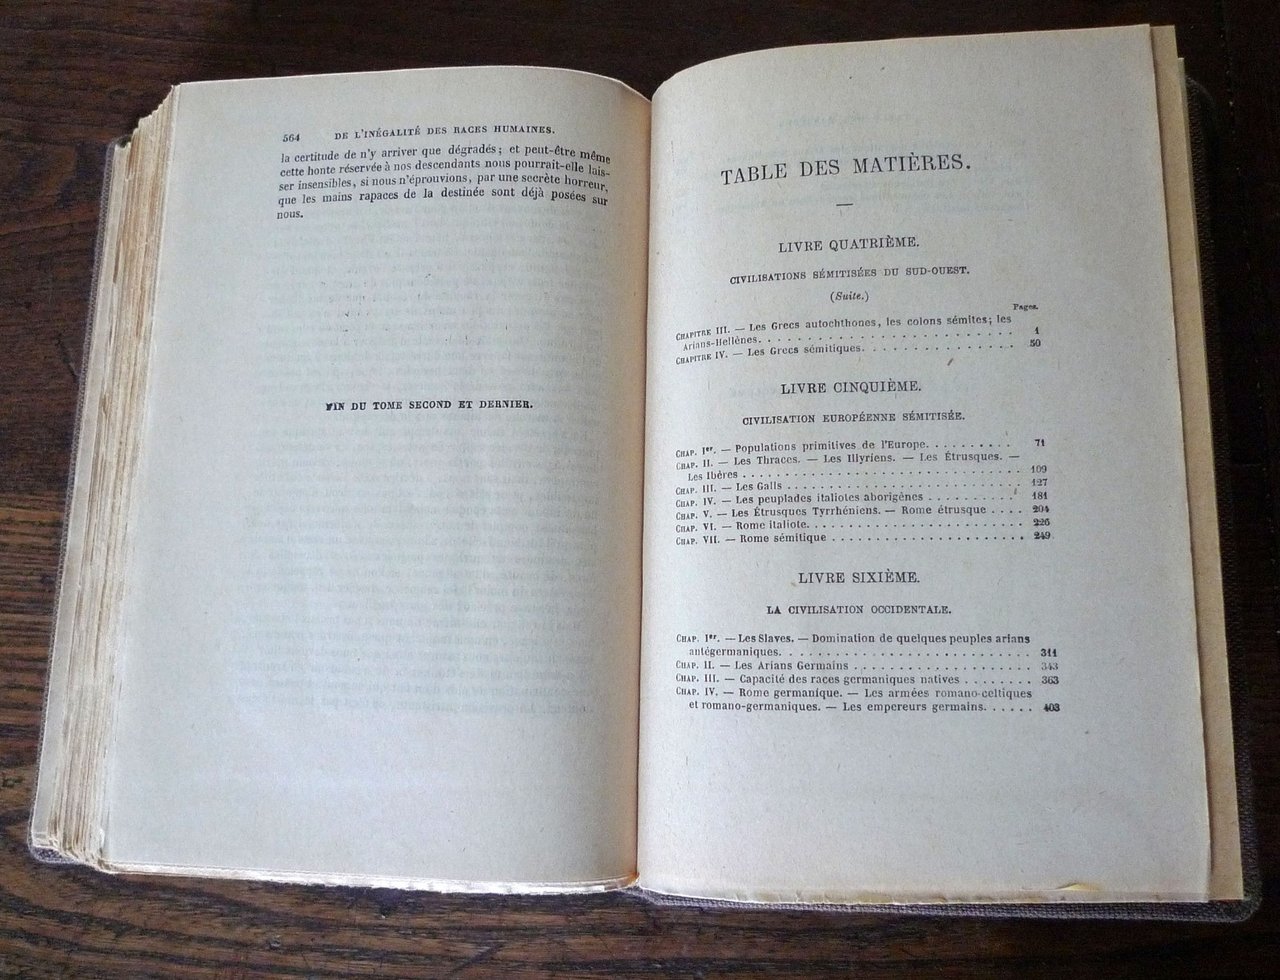 564 DE L'INÉGALITÉ DES RACES HUMAINES.
la certitude de n'y arriver que dégradés; et peut-être même
cette honte réservée à nos descendants nous pourrait-elle lais-
ser insensibles, si nous n'éprouvions, par une secrète horreur,
que les mains rapaces de la destinée sont déjà posées sur
nous.
FIN DU TOME SECOND ET DERNIER.
TABLE DES MATIÈRES.
LIVRE QUATRIÈME.
CIVILISATIONS SÉMITISÉES DU SUD-OUEST.
(Suite.)
Pages.
CHAPITRE III. — Les Grecs autochthones, les colons sémites; les
Arians-Hellènes. . . . . . . . . . . . . . . . . . . . . . . . 1
CHAPITRE IV. — Les Grecs sémitiques. . . . . . . . . . . . . . 50
LIVRE CINQUIÈME.
CIVILISATION EUROPÉENNE SÉMITISÉE.
CHAP. Ier. — Populations primitives de l'Europe. . . . . . . . . 71
CHAP. II. — Les Thraces. — Les Illyriens. — Les Étrusques. —
Les Ibères . . . . . . . . . . . . . . . . . . . . . . . . . . 109
CHAP. III. — Les Galls . . . . . . . . . . . . . . . . . . . . . 127
CHAP. IV. — Les peuplades italiotes aborigènes . . . . . . . . . 181
CHAP. V. — Les Étrusques Tyrrhéniens. — Rome étrusque . . . . 204
CHAP. VI. — Rome italiote. . . . . . . . . . . . . . . . . . . . 226
CHAP. VII. — Rome sémitique . . . . . . . . . . . . . . . . . . 249
LIVRE SIXIÈME.
LA CIVILISATION OCCIDENTALE.
CHAP. Ier. — Les Slaves. — Domination de quelques peuples arians
antégermaniques. . . . . . . . . . . . . . . . . . . . . . . . 311
CHAP. II. — Les Arians Germains . . . . . . . . . . . . . . . . 343
CHAP. III. — Capacité des races germaniques natives . . . . . . . 363
CHAP. IV. — Rome germanique. — Les armées romano-celtiques
et romano-germaniques. — Les empereurs germains. . . . . . 403